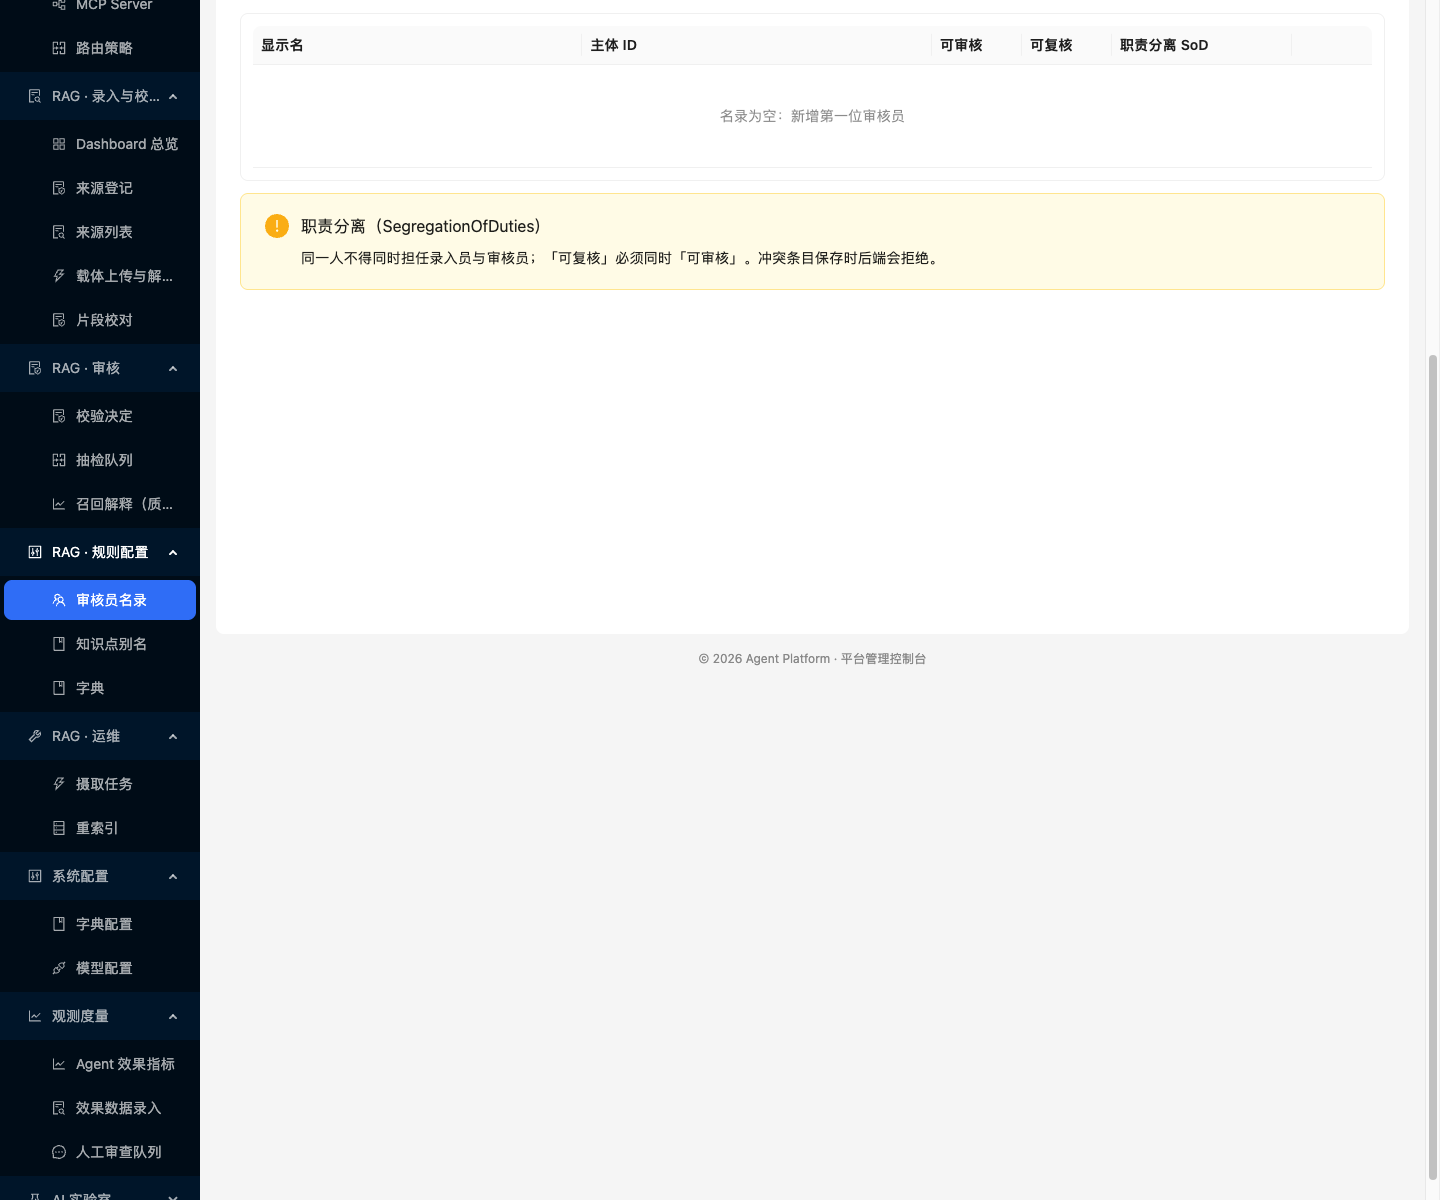 MCP Server
路由策略
RAG · 录入与校...
Dashboard 总览
来源登记
来源列表
载体上传与解...
片段校对
RAG · 审核
校验决定
抽检队列
召回解释（质...
RAG · 规则配置
审核员名录
知识点别名
字典
RAG · 运维
摄取任务
重索引
系统配置
字典配置
模型配置
观测度量
Agent 效果指标
效果数据录入
人工审查队列
AI 实验室
显示名 主体 ID 可审核 可复核 职责分离 SoD
名录为空：新增第一位审核员
职责分离（SegregationOfDuties）
同一人不得同时担任录入员与审核员；「可复核」必须同时「可审核」。冲突条目保存时后端会拒绝。
© 2026 Agent Platform · 平台管理控制台